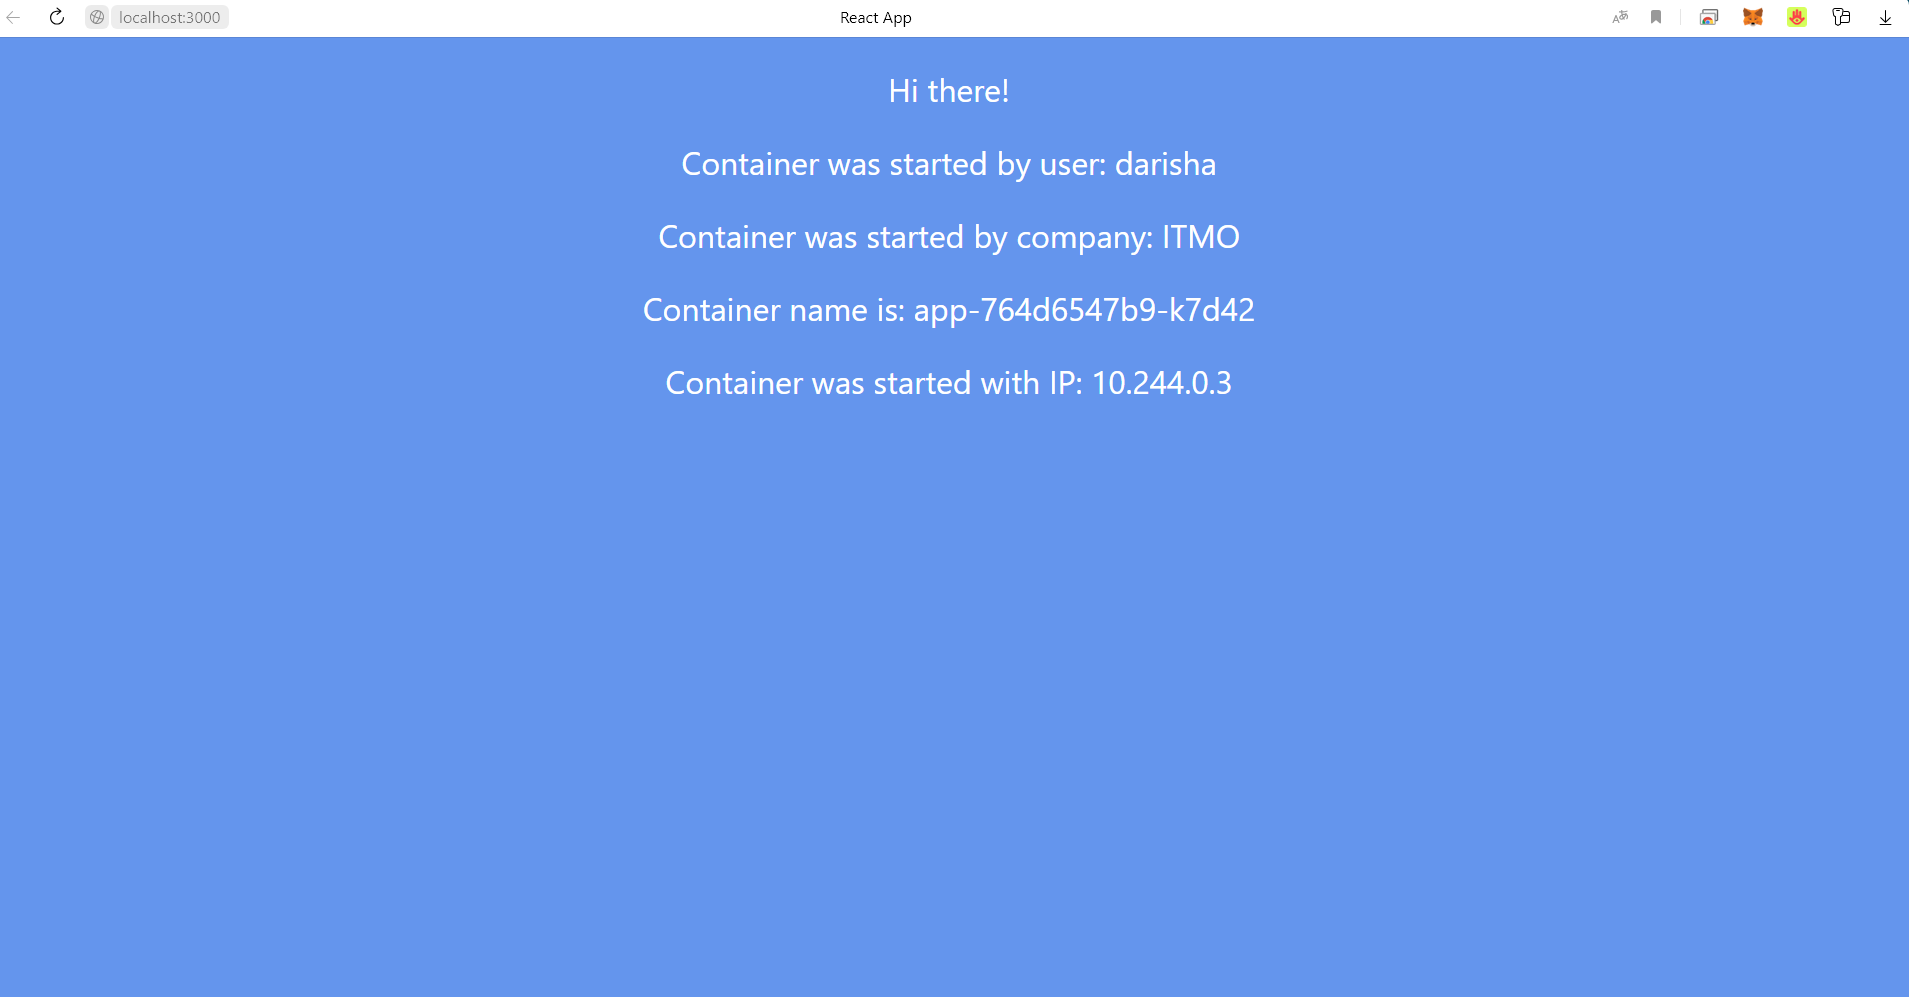 localhost:3000
React App
Hi there!
Container was started by user: darisha
Container was started by company: ITMO
Container name is: app-764d6547b9-k7d42
Container was started with IP: 10.244.0.3